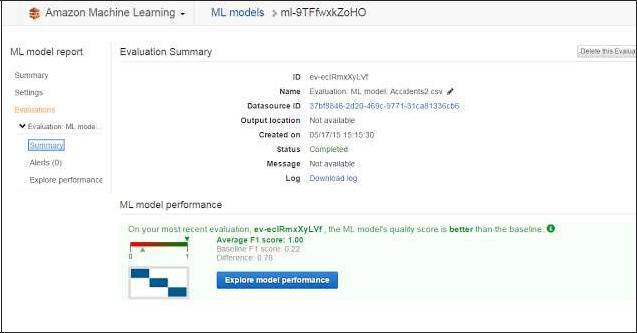 Amazon Machine Learning ML models > ml-9TFfwxkZoHO
ML model report
Summary
Settings
Evaluations
Evaluation: ML mode...
Summary
Alerts (0)
Explore performance
Evaluation Summary
Delete this Evalua
ID ev-ecIRmxXyLVf
Name Evaluation: ML model. Accidents2.csv
Datasource ID 37bf9846-2d20-469c-9771-31ca81336cb6
Output location Not available
Created on 05/17/15 15:15:30
Status Completed
Message Not available
Log Download log
ML model performance
On your most recent evaluation, ev-ecIRmxXyLVf, the ML model's quality score is better than the baseline.
Average F1 score: 1.00
Baseline F1 score: 0.22
Difference: 0.78
0 1
Explore model performance